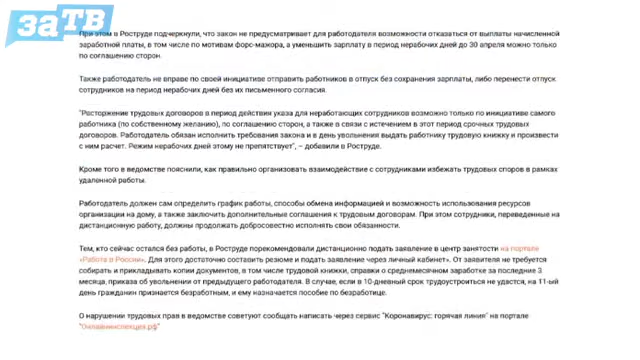 заТВ
При этом в Роструде подчеркнули, что закон не предусматривает для работодателя возможности отказаться от выплаты начисленной
заработной платы, в том числе по мотивам форс-мажора, а уменьшить зарплату в период нерабочих дней до 30 апреля можно только
по соглашению сторон.
Также работодатель не вправе по своей инициативе отправить работников в отпуск без сохранения зарплаты, либо перенести отпуск
сотрудников на период нерабочих дней без их письменного согласия.
"Расторжение трудовых договоров в период действия указа для неработающих сотрудников возможно только по инициативе самого
работника (по собственному желанию), по соглашению сторон, а также в связи с истечением в этот период срочных трудовых
договоров. Работодатель обязан исполнить требования закона и в день увольнения выдать работнику трудовую книжку и произвести
с ним расчет. Режим нерабочих дней этому не препятствует", – добавили в Роструде.
Кроме того в ведомстве пояснили, как правильно организовать взаимодействие с сотрудниками избежать трудовых споров в рамках
удаленной работы.
Работодатель должен сам определить график работы, способы обмена информацией и возможность использования ресурсов
организации на дому, а также заключить дополнительные соглашения к трудовым договорам. При этом сотрудники, переведенные на
дистанционную работу, должны продолжать добросовестно исполнять свои обязанности.
Тем, кто сейчас остался без работы, в Роструде порекомендовали дистанционно подать заявление в центр занятости на портале
«Работа в России». Для этого достаточно составить резюме и подать заявление через личный кабинет». От заявителя не требуется
собирать и прикладывать копии документов, в том числе трудовой книжки, справки о среднемесячном заработке за последние 3
месяца, приказа об увольнении от предыдущего работодателя. В случае, если в 10-дневный срок трудоустроиться не удастся, на 11-ый
день гражданин признается безработным, и ему назначается пособие по безработице.
О нарушении трудовых прав в ведомстве советуют сообщать написать через сервис "Коронавирус: горячая линия" на портале
"Онлайнинспекция.рф"